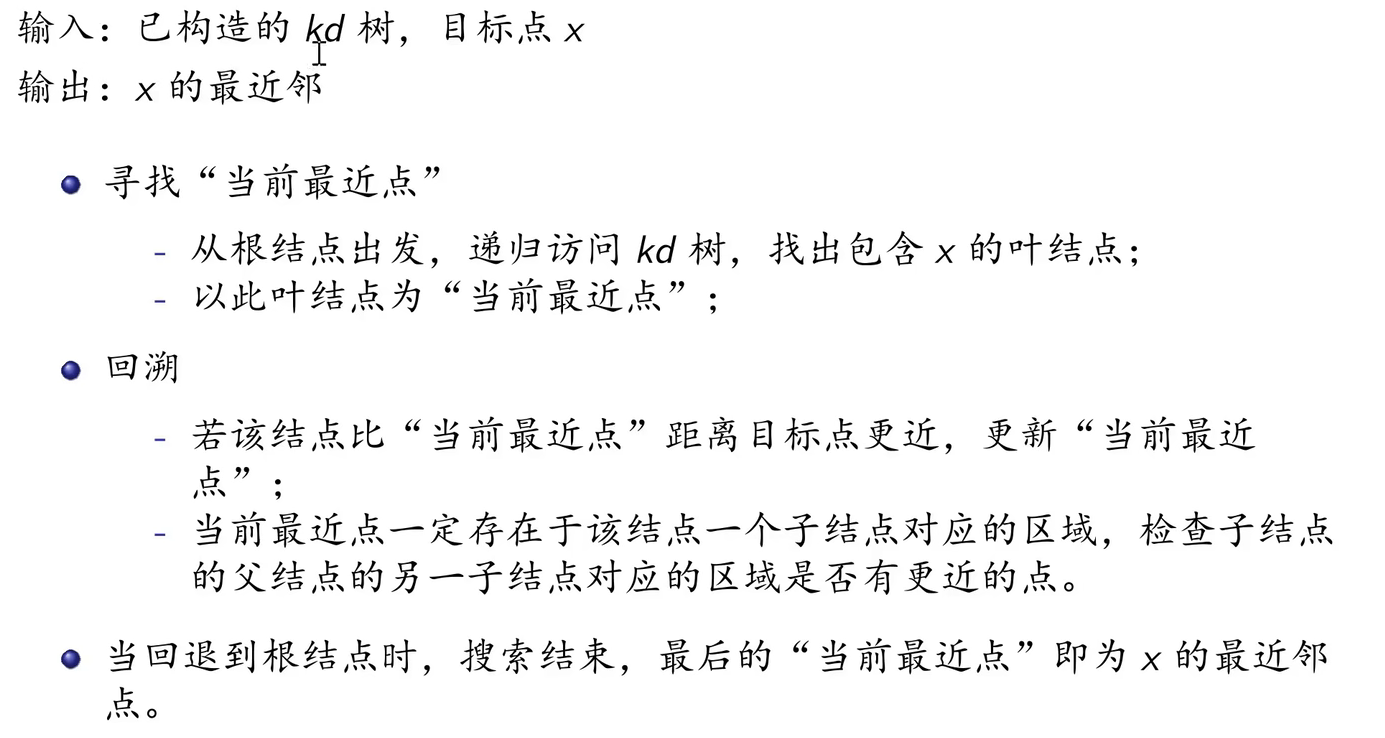 输入：已构造的 kd 树，目标点 x
输出：x 的最近邻
寻找“当前最近点”
- 从根结点出发，递归访问 kd 树，找出包含 x 的叶结点；
- 以此叶结点为“当前最近点”；
回溯
- 若该结点比“当前最近点”距离目标点更近，更新“当前最近
点”；
- 当前最近点一定存在于该结点一个子结点对应的区域，检查子结点
的父结点的另一子结点对应的区域是否有更近的点。
当回退到根结点时，搜索结束，最后的“当前最近点”即为 x 的最近邻
点。